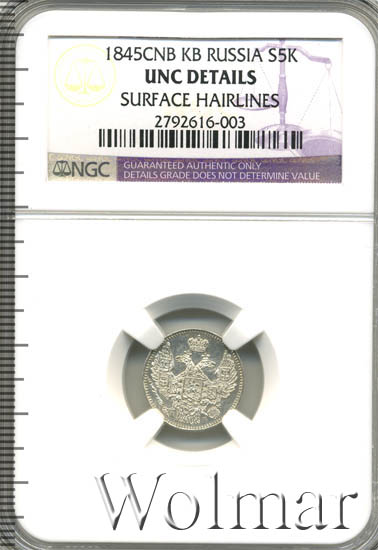 1845CNB KB RUSSIA S5K
UNC DETAILS
SURFACE HAIRLINES
2792616-003
NGC
GUARANTEED AUTHENTIC ONLY
DETAILS GRADE DOES NOT DETERMINE VALUE
Wolmar